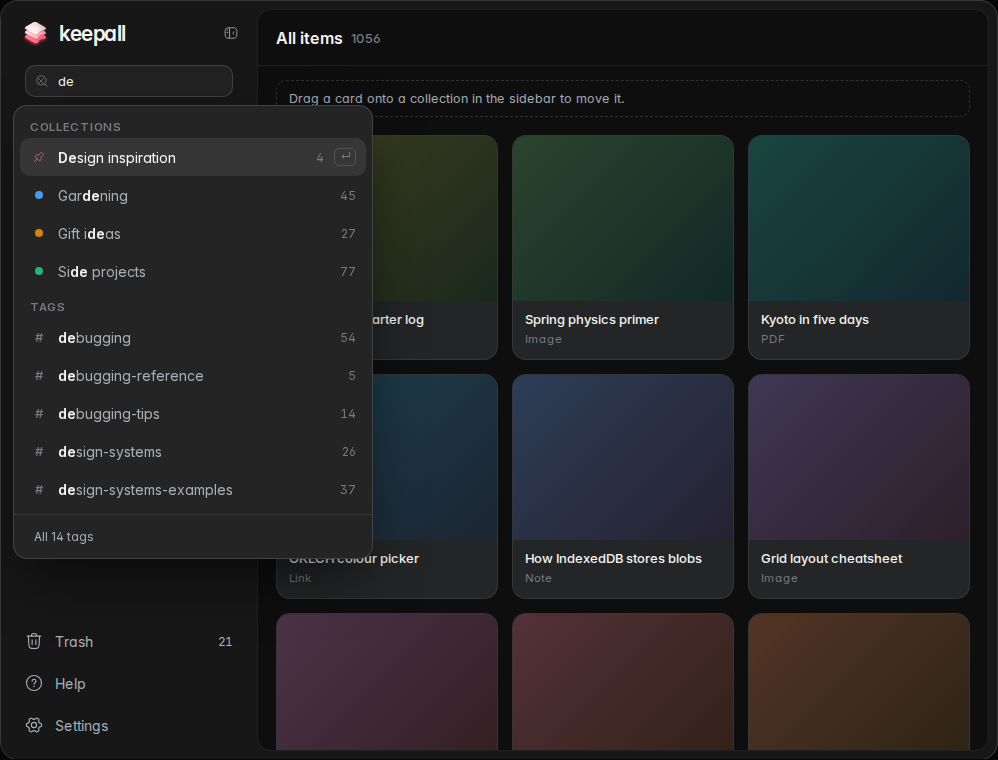 keepall
de
COLLECTIONS
Design inspiration 4
Gardening 45
Gift ideas 27
Side projects 77
TAGS
# debugging 54
# debugging-reference 5
# debugging-tips 14
# design-systems 26
# design-systems-examples 37
All 14 tags
Trash 21
Help
Settings
All items 1056
Drag a card onto a collection in the sidebar to move it.
log
Spring physics primer
Image
Kyoto in five days
PDF
colour picker
Link
How IndexedDB stores blobs
Note
Grid layout cheatsheet
Image